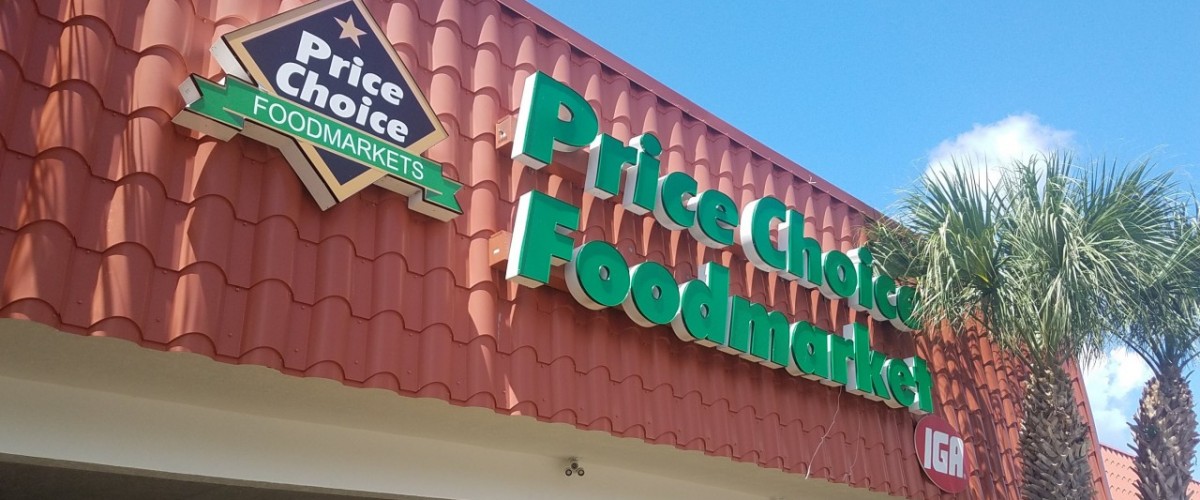 Price
Choice
FOODMARKETS
Price Choice
Foodmarket
IGA